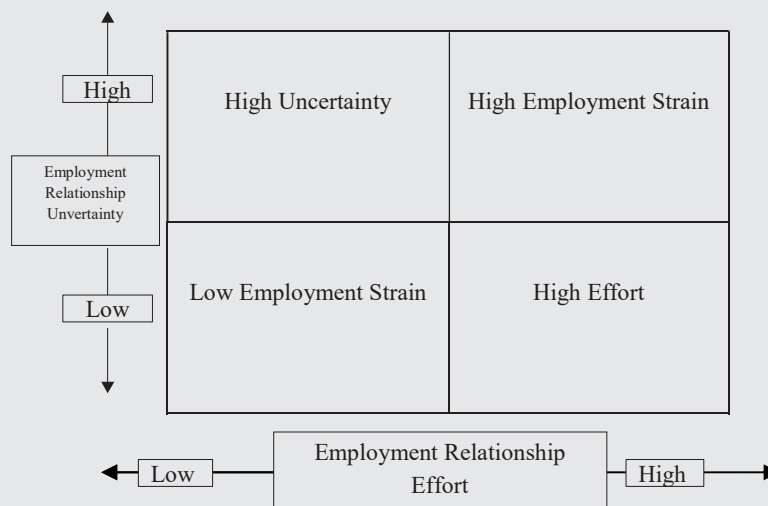 High
High Uncertainty
High Employment Strain
Employment
Relationship
Unvertainty
Low Employment Strain
High Effort
Low
Employment Relationship
Effort
Low
High